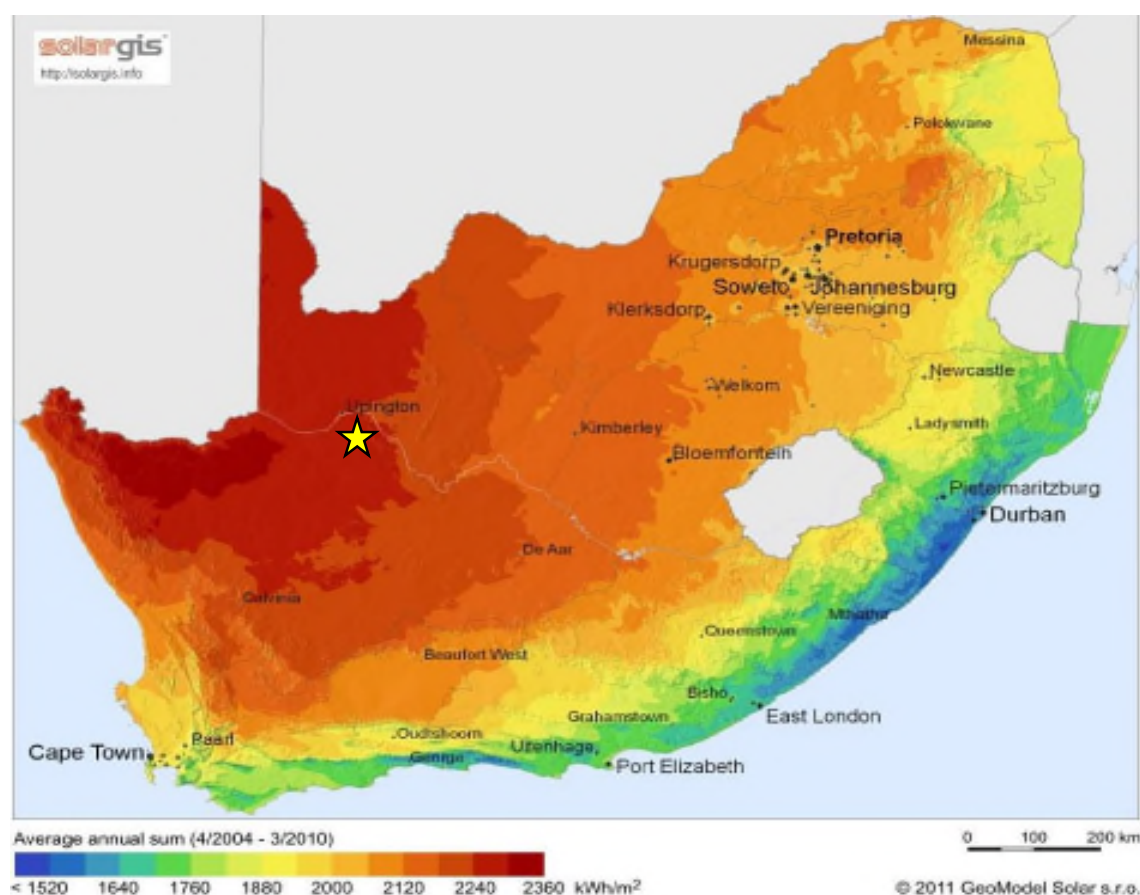 solargis
http://solargis.info
Messina
Polokwane
Pretoria
Krugersdorp
Soweto Johannesburg
Klerksdorp Vereeniging
Upington
Welkom
Newcastle
Kimberley
Ladysmith
Bloemfontein
Pietermaritzburg
Durban
De Aar
Calvinia
Mthatha
Queenstown
Beaufort West
Bisho
Grahamstown
East London
Oudtshoorn
Paarl
Cape Town
George
Uitenhage
Port Elizabeth
Average annual sum (4/2004 - 3/2010)
0 100 200 km
< 1520 1640 1760 1880 2000 2120 2240 2360 kWh/m²
© 2011 GeoModel Solar s.r.o.